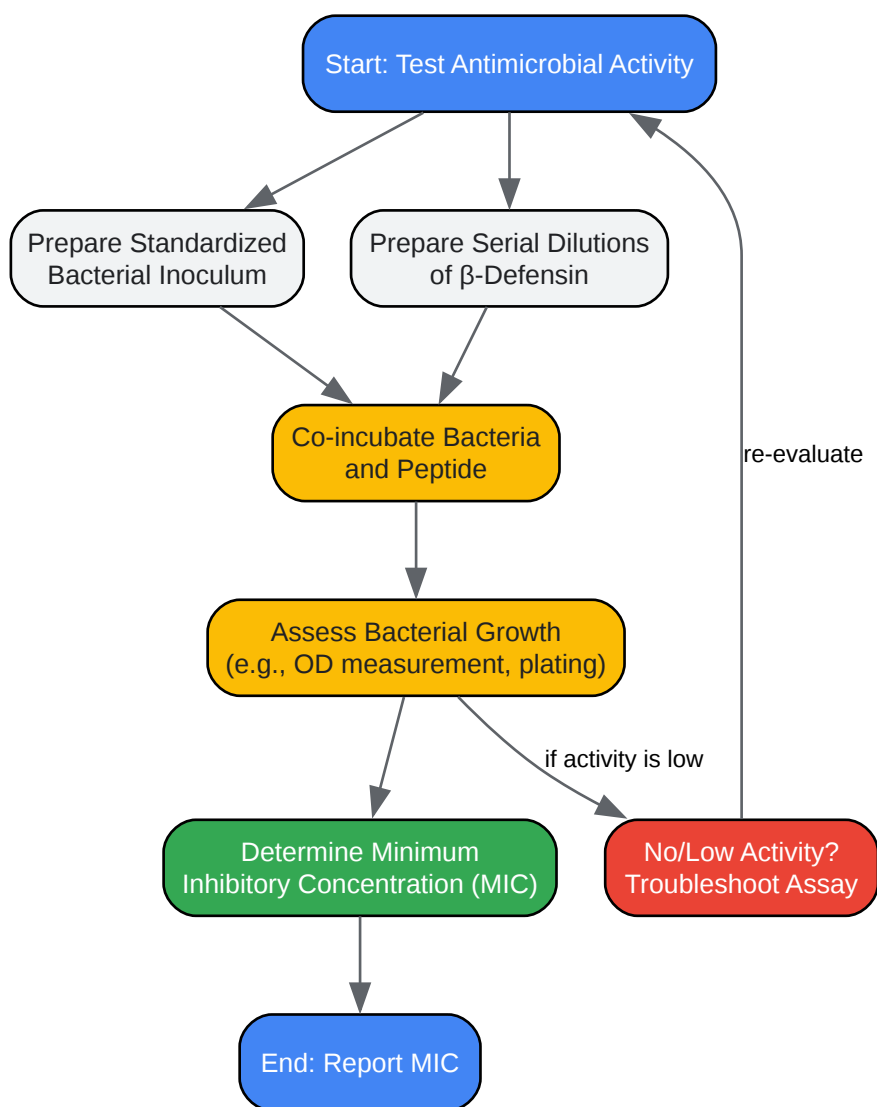 Start: Test Antimicrobial Activity
Prepare Standardized
Bacterial Inoculum
Prepare Serial Dilutions
of β-Defensin
Co-incubate Bacteria
and Peptide
re-evaluate
Assess Bacterial Growth
(e.g., OD measurement, plating)
if activity is low
Determine Minimum
Inhibitory Concentration (MIC)
No/Low Activity?
Troubleshoot Assay
End: Report MIC